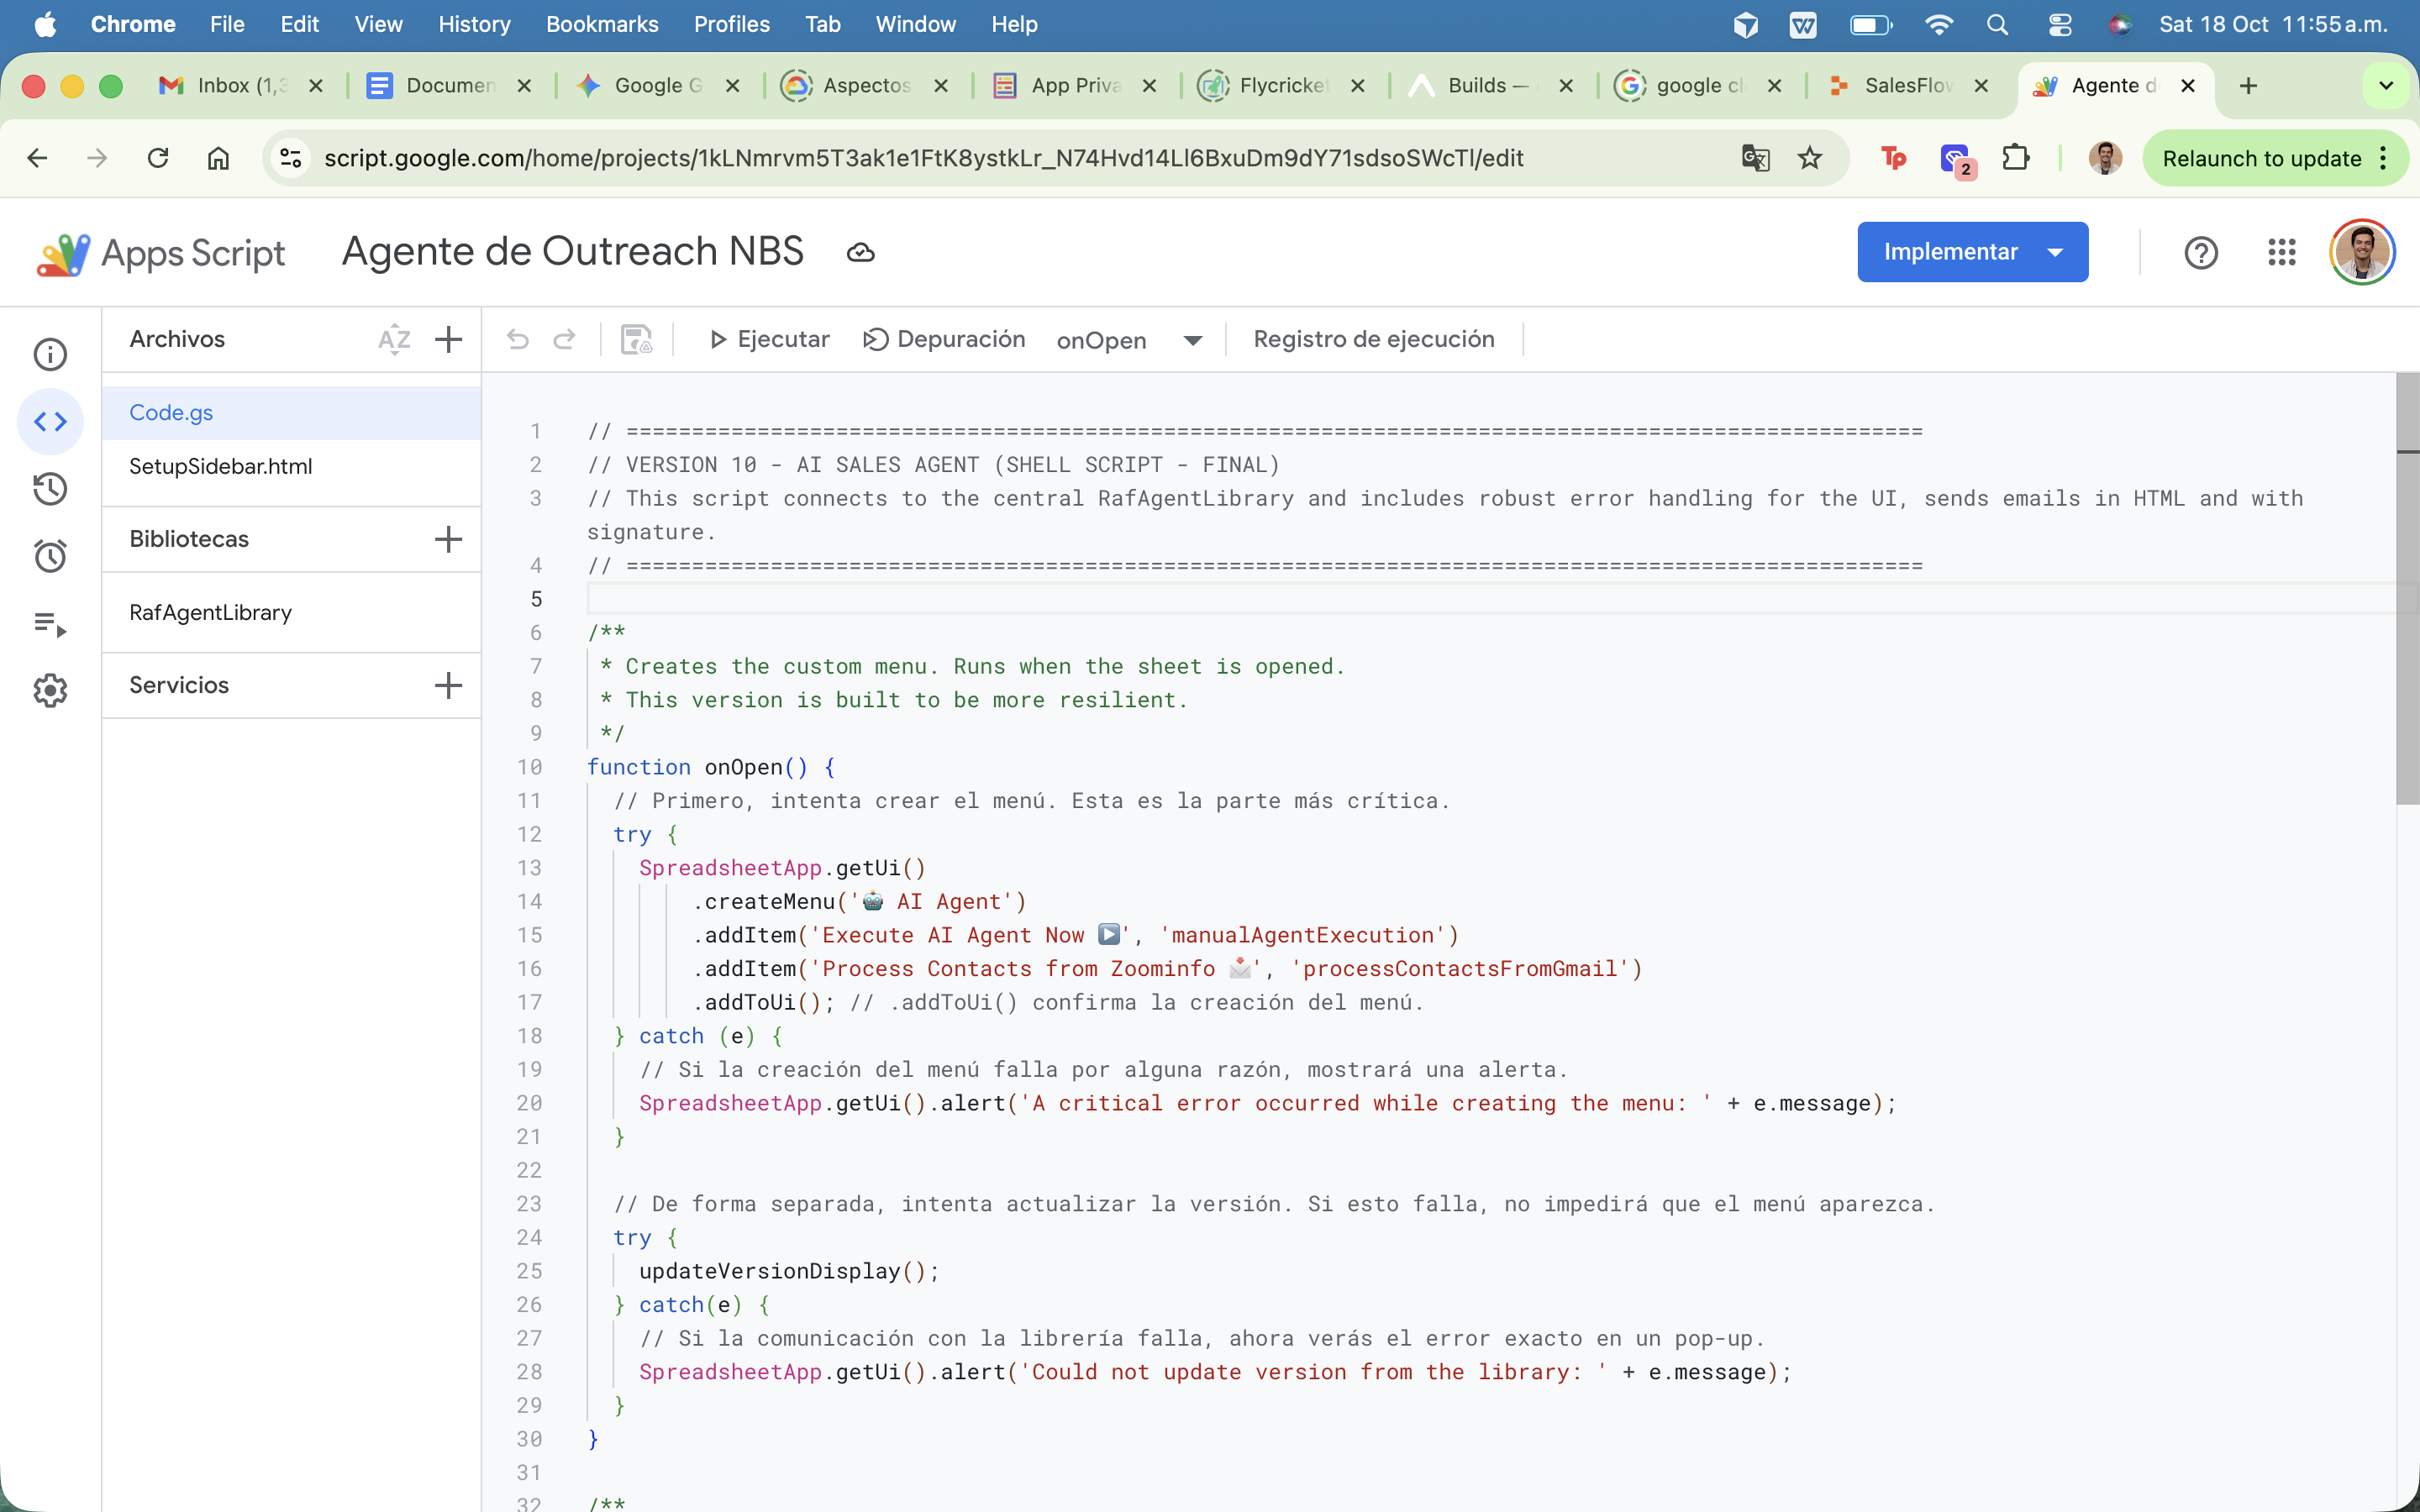 Chrome File Edit View History Bookmarks Profiles Tab Window Help Sat 18 Oct 11:55 a.m.
Inbox (1,3 Documen Google G Aspectos App Priva Flycricke Builds — google cl SalesFlow Agente d
script.google.com/home/projects/1kLNmrvm5T3ak1e1FtK8ystkLr_N74Hvd14Ll6BxuDm9dY71sdsoSWcTl/edit Tp 2 Relaunch to update
Apps Script Agente de Outreach NBS Implementar
Archivos AZ Ejecutar Depuración onOpen Registro de ejecución
Code.gs
SetupSidebar.html
Bibliotecas
RafAgentLibrary
Servicios
1 // ===================================================================================================
2 // VERSION 10 - AI SALES AGENT (SHELL SCRIPT - FINAL)
3 // This script connects to the central RafAgentLibrary and includes robust error handling for the UI, sends emails in HTML and with
signature.
4 // ===================================================================================================
5
6 /**
7 * Creates the custom menu. Runs when the sheet is opened.
8 * This version is built to be more resilient.
9 */
10 function onOpen() {
11 // Primero, intenta crear el menú. Esta es la parte más crítica.
12 try {
13 SpreadsheetApp.getUi()
14 .createMenu('🤖 AI Agent')
15 .addItem('Execute AI Agent Now ▶️', 'manualAgentExecution')
16 .addItem('Process Contacts from Zoominfo 📩', 'processContactsFromGmail')
17 .addToUi(); // .addToUi() confirma la creación del menú.
18 } catch (e) {
19 // Si la creación del menú falla por alguna razón, mostrará una alerta.
20 SpreadsheetApp.getUi().alert('A critical error occurred while creating the menu: ' + e.message);
21 }
22
23 // De forma separada, intenta actualizar la versión. Si esto falla, no impedirá que el menú aparezca.
24 try {
25 updateVersionDisplay();
26 } catch(e) {
27 // Si la comunicación con la librería falla, ahora verás el error exacto en un pop-up.
28 SpreadsheetApp.getUi().alert('Could not update version from the library: ' + e.message);
29 }
30 }
31
32 /**